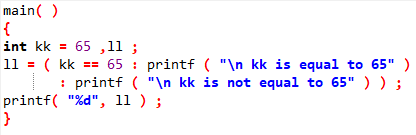 main( )
{
int kk = 65 ,ll ;
ll = ( kk == 65 : printf ( "\n kk is equal to 65" )
: printf ( "\n kk is not equal to 65" ) ) ;
printf( "%d", ll ) ;
}